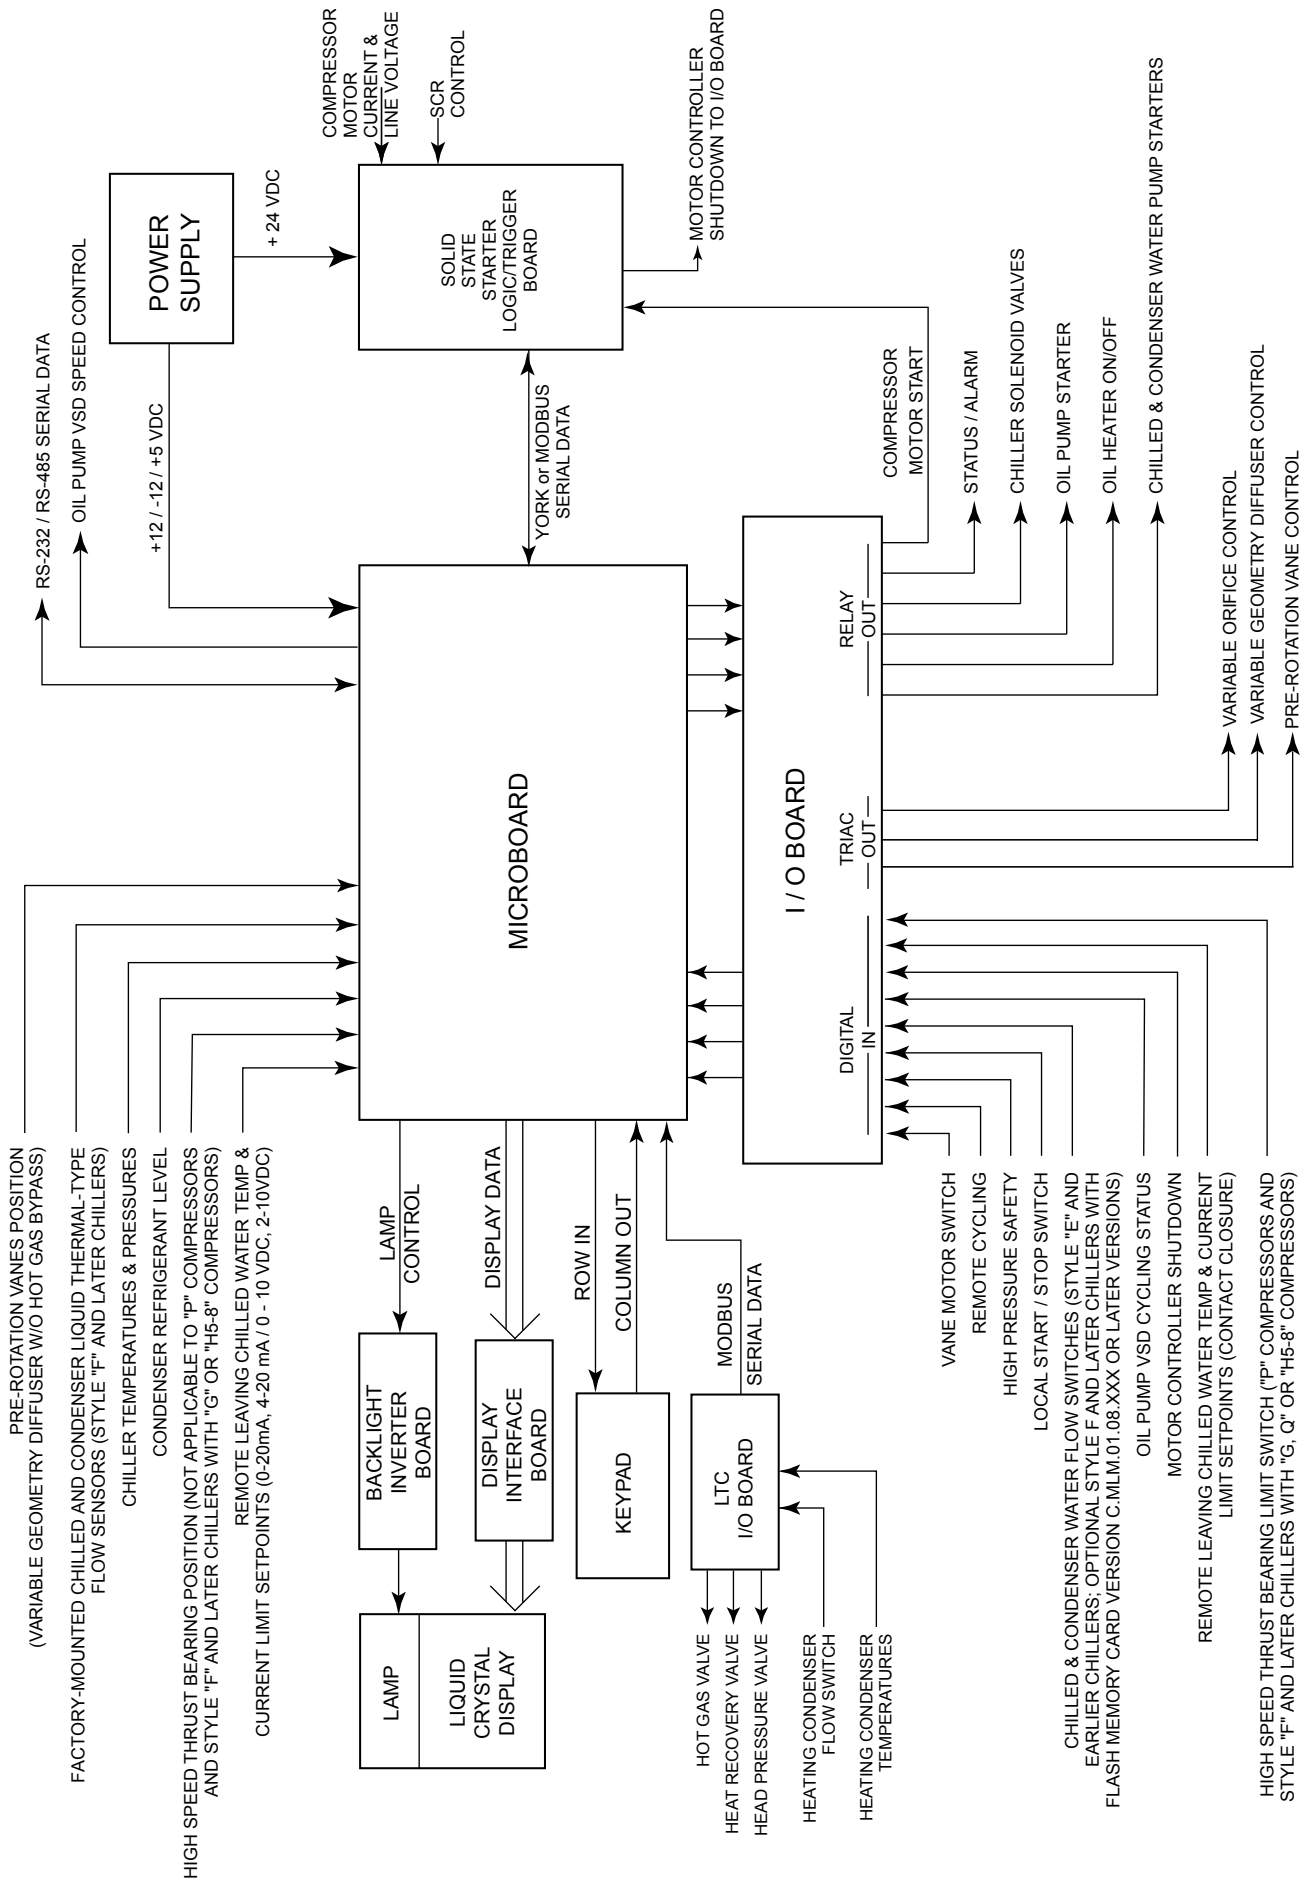 PRE-ROTATION VANES POSITION
(VARIABLE GEOMETRY DIFFUSER W/O HOT GAS BYPASS)
FACTORY-MOUNTED CHILLED AND CONDENSER LIQUID THERMAL-TYPE
FLOW SENSORS (STYLE "F" AND LATER CHILLERS)
CHILLER TEMPERATURES & PRESSURES
CONDENSER REFRIGERANT LEVEL
HIGH SPEED THRUST BEARING POSITION (NOT APPLICABLE TO "P" COMPRESSORS
AND STYLE "F" AND LATER CHILLERS WITH "G" OR "H5-8" COMPRESSORS)
REMOTE LEAVING CHILLED WATER TEMP &
CURRENT LIMIT SETPOINTS (0-20mA, 4-20 mA / 0 - 10 VDC, 2-10VDC)
RS-232 / RS-485 SERIAL DATA
OIL PUMP VSD SPEED CONTROL
+12 / -12 / +5 VDC
POWER
SUPPLY
+ 24 VDC
COMPRESSOR
MOTOR
CURRENT &
LINE VOLTAGE
SCR
CONTROL
LAMP
LIQUID
CRYSTAL
DISPLAY
BACKLIGHT
INVERTER
BOARD
LAMP
CONTROL
DISPLAY
INTERFACE
BOARD
DISPLAY DATA
KEYPAD
ROW IN
COLUMN OUT
MICROBOARD
YORK or MODBUS
SERIAL DATA
SOLID
STATE
STARTER
LOGIC/TRIGGER
BOARD
MOTOR CONTROLLER
SHUTDOWN TO I/O BOARD
HOT GAS VALVE
HEAT RECOVERY VALVE
HEAD PRESSURE VALVE
HEATING CONDENSER
FLOW SWITCH
HEATING CONDENSER
TEMPERATURES
LTC
I/O BOARD
MODBUS
SERIAL DATA
I / O BOARD
DIGITAL
IN
TRIAC
OUT
RELAY
OUT
COMPRESSOR
MOTOR START
VANE MOTOR SWITCH
REMOTE CYCLING
HIGH PRESSURE SAFETY
LOCAL START / STOP SWITCH
CHILLED & CONDENSER WATER FLOW SWITCHES (STYLE "E" AND
EARLIER CHILLERS; OPTIONAL STYLE F AND LATER CHILLERS WITH
FLASH MEMORY CARD VERSION C.MLM.01.08.XXX OR LATER VERSIONS)
OIL PUMP VSD CYCLING STATUS
MOTOR CONTROLLER SHUTDOWN
REMOTE LEAVING CHILLED WATER TEMP & CURRENT
LIMIT SETPOINTS (CONTACT CLOSURE)
HIGH SPEED THRUST BEARING LIMIT SWITCH ("P" COMPRESSORS AND
STYLE "F" AND LATER CHILLERS WITH "G, Q" OR "H5-8" COMPRESSORS)
STATUS / ALARM
CHILLER SOLENOID VALVES
OIL PUMP STARTER
OIL HEATER ON/OFF
CHILLED & CONDENSER WATER PUMP STARTERS
VARIABLE ORIFICE CONTROL
VARIABLE GEOMETRY DIFFUSER CONTROL
PRE-ROTATION VANE CONTROL